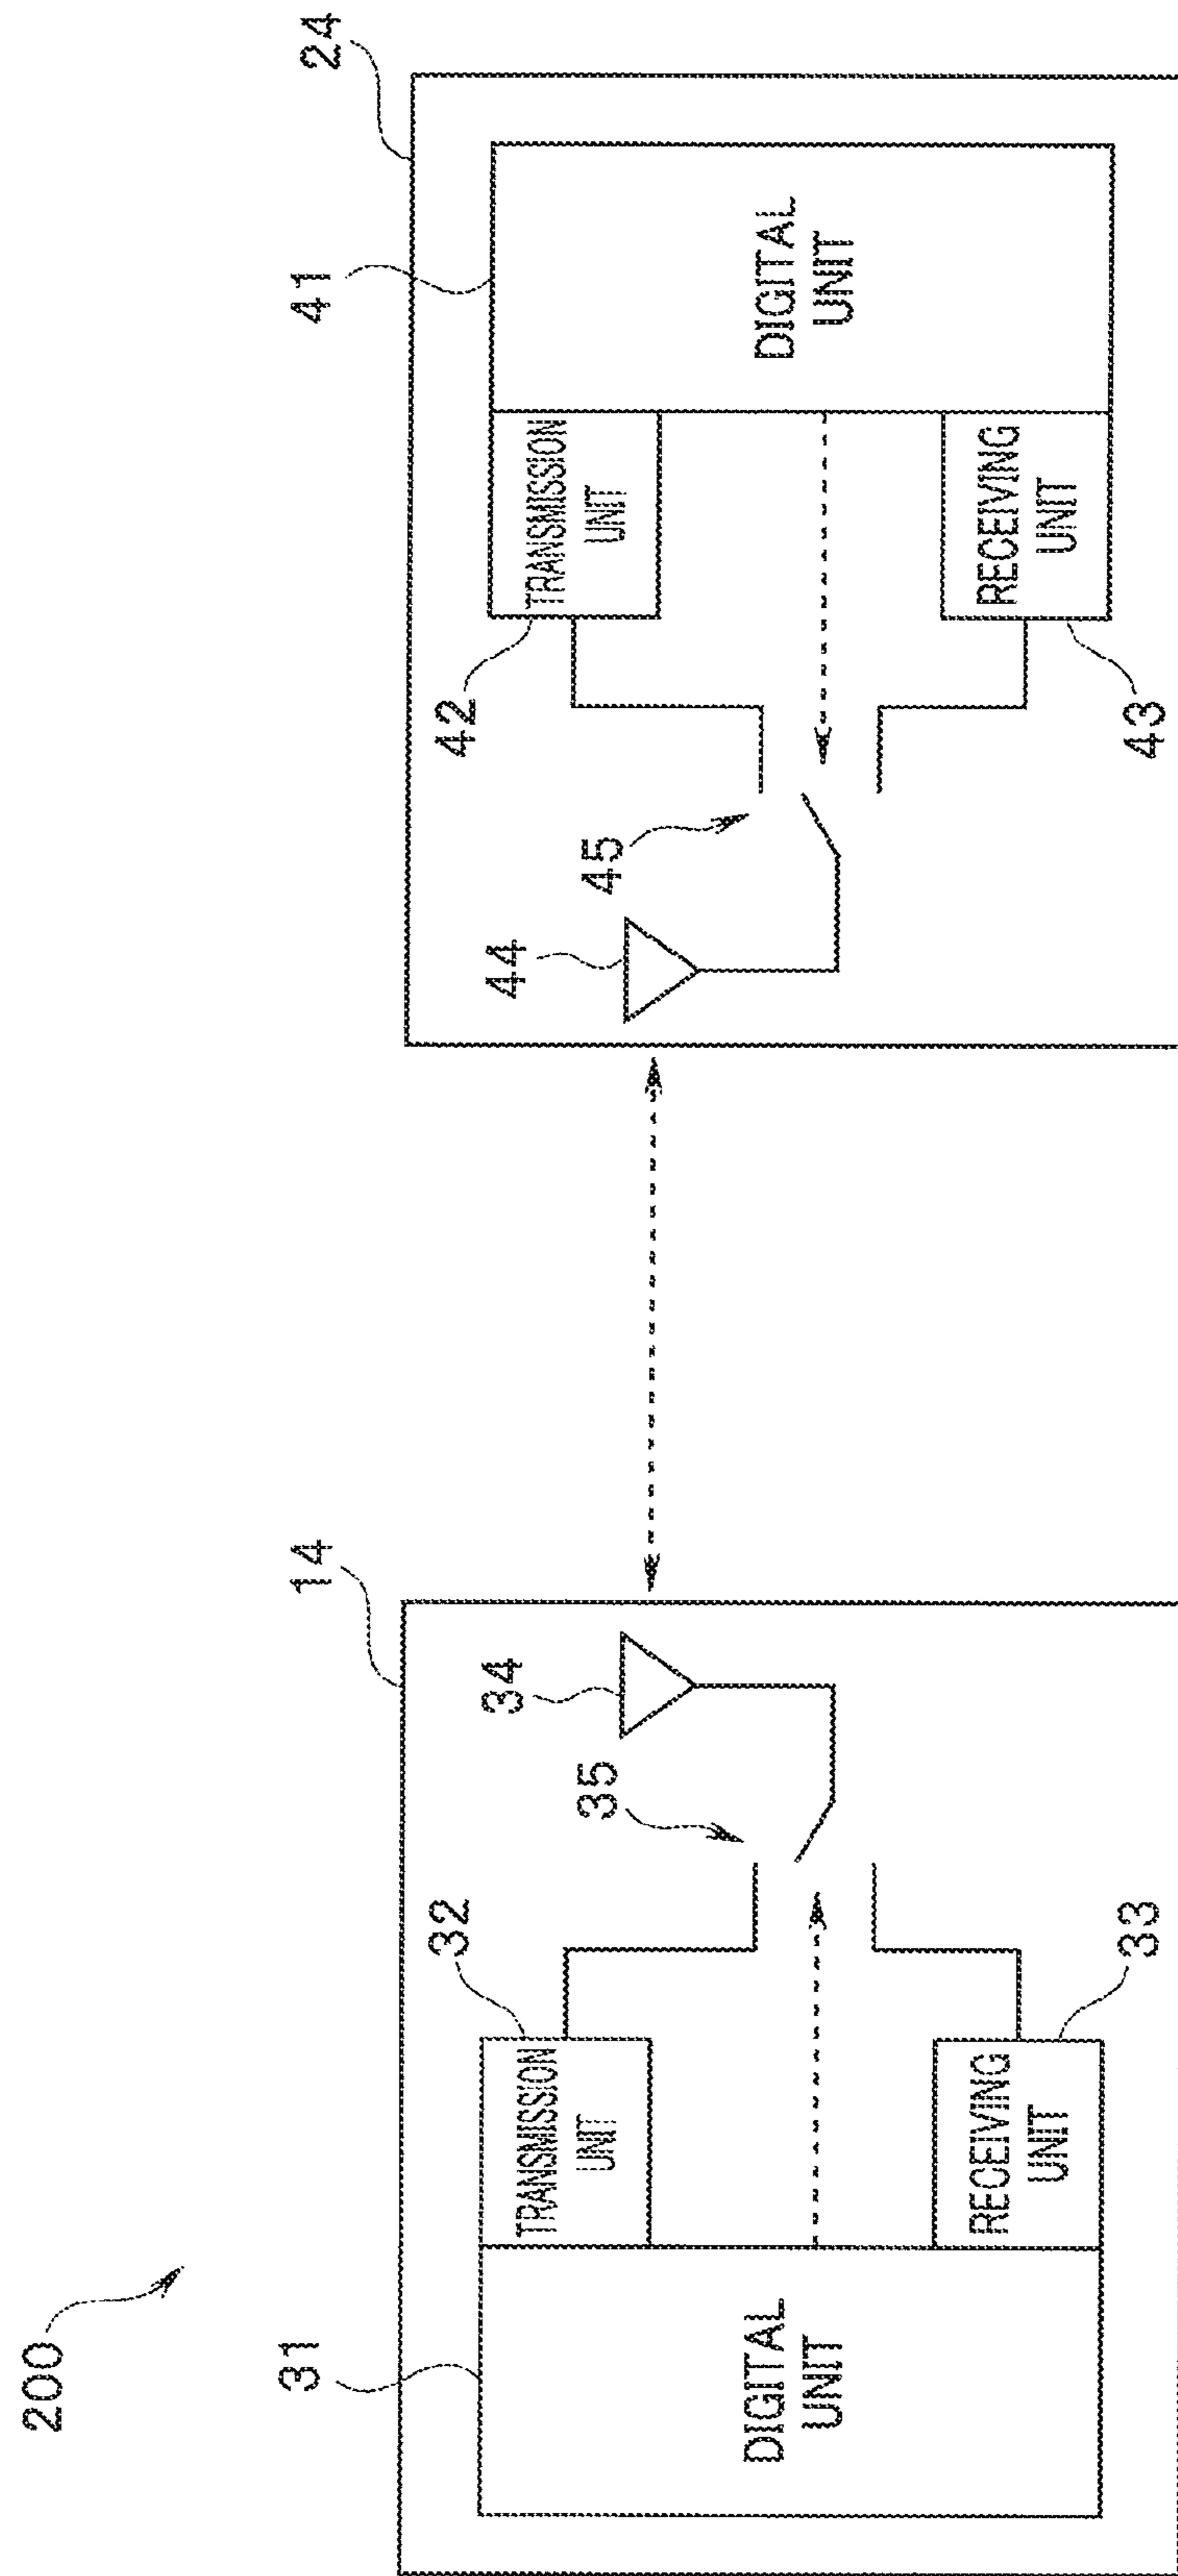 200
14
24
31
32
33
34
35
41
42
43
44
45
DIGITAL
UNIT
TRANSMISSION
UNIT
RECEIVING
UNIT
TRANSMISSION
UNIT
RECEIVING
UNIT
DIGITAL
UNIT